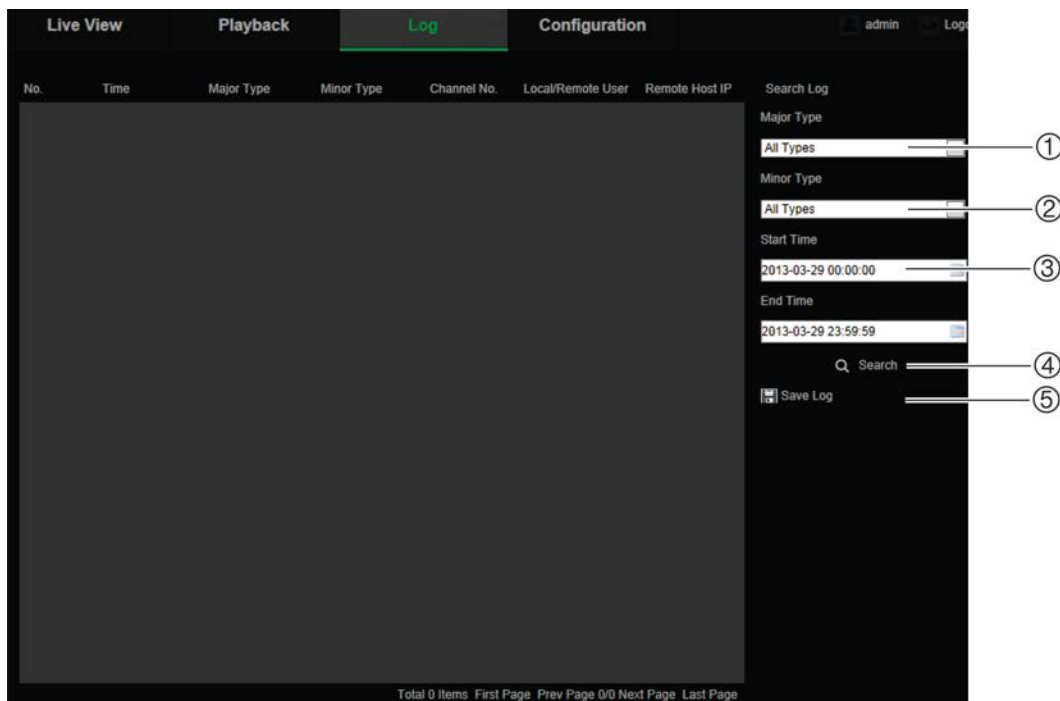 Live View Playback Log Configuration admin Logo
No. Time Major Type Minor Type Channel No. Local/Remote User Remote Host IP Search Log
Major Type
All Types ①
Minor Type
All Types ②
Start Time
2013-03-29 00:00:00 ③
End Time
2013-03-29 23:59:59
Search ④
Save Log ⑤
Total 0 Items First Page Prev Page 0/0 Next Page Last Page